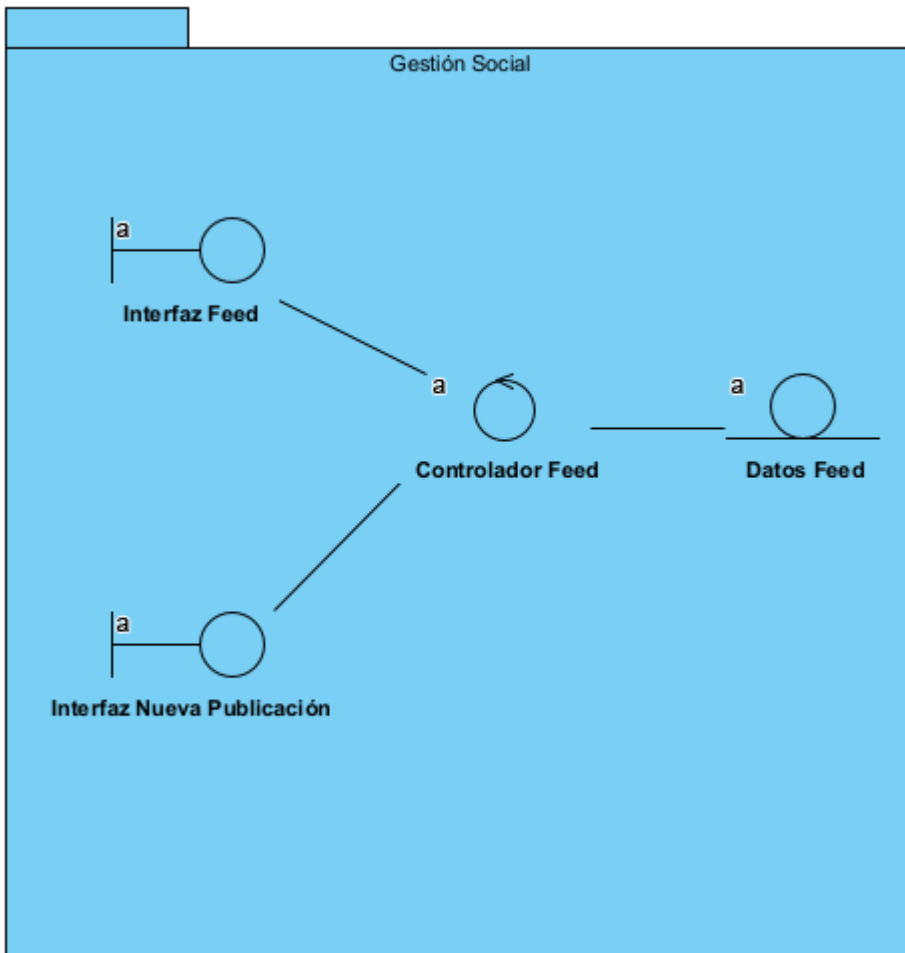 Gestión Social
a
Interfaz Feed
a
Controlador Feed
a
Datos Feed
a
Interfaz Nueva Publicación